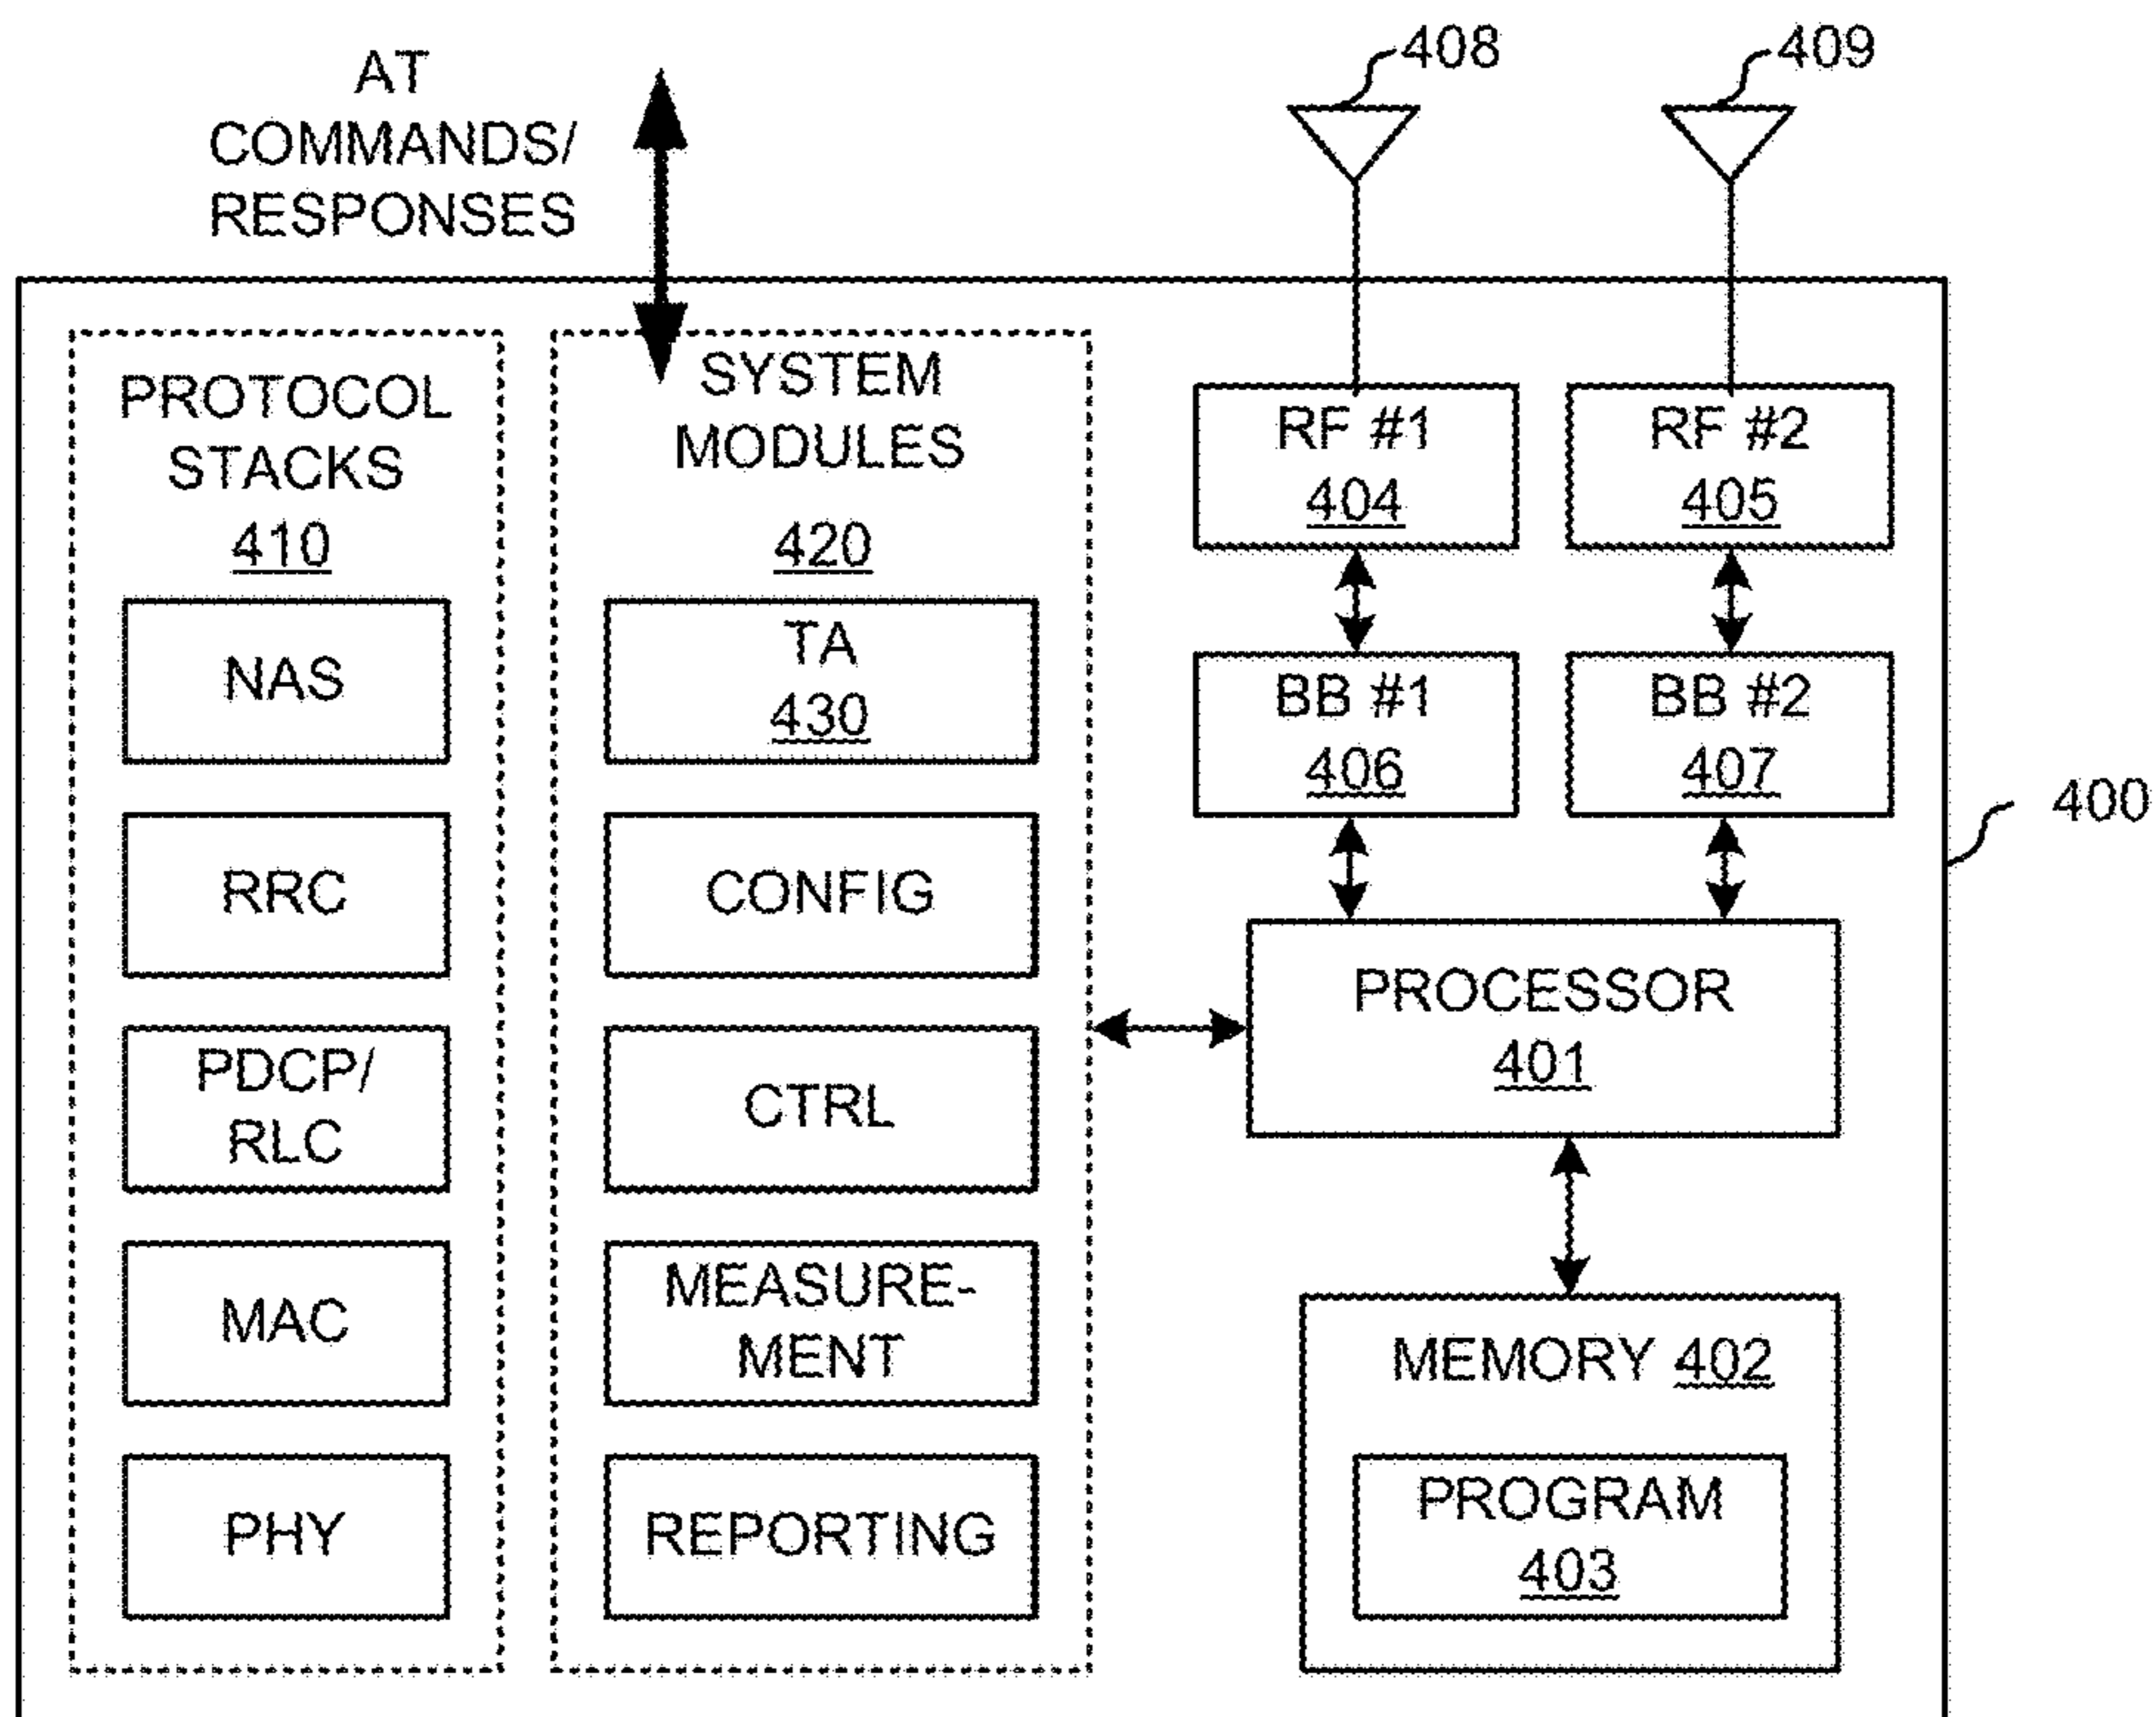 AT
COMMANDS/
RESPONSES
408
409
PROTOCOL
STACKS
410
NAS
RRC
PDCP/
RLC
MAC
PHY
SYSTEM
MODULES
420
TA
430
CONFIG
CTRL
MEASURE-
MENT
REPORTING
RF #1
404
RF #2
405
BB #1
406
BB #2
407
400
PROCESSOR
401
MEMORY 402
PROGRAM
403